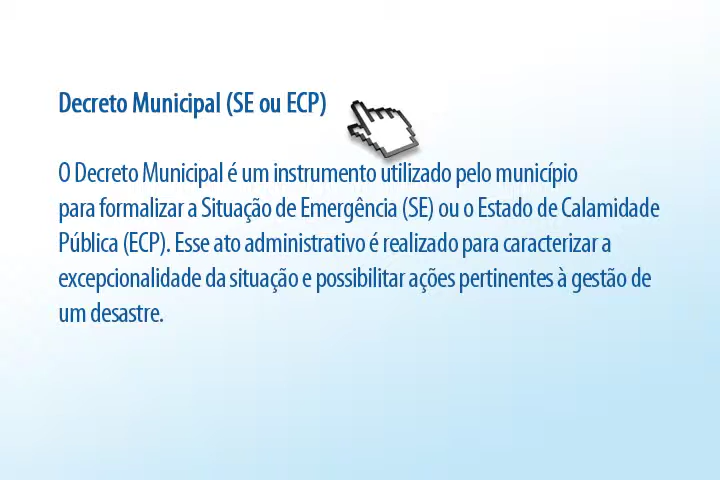 Decreto Municipal (SE ou ECP)
O Decreto Municipal é um instrumento utilizado pelo município
para formalizar a Situação de Emergência (SE) ou o Estado de Calamidade
Pública (ECP). Esse ato administrativo é realizado para caracterizar a
excepcionalidade da situação e possibilitar ações pertinentes à gestão de
um desastre.